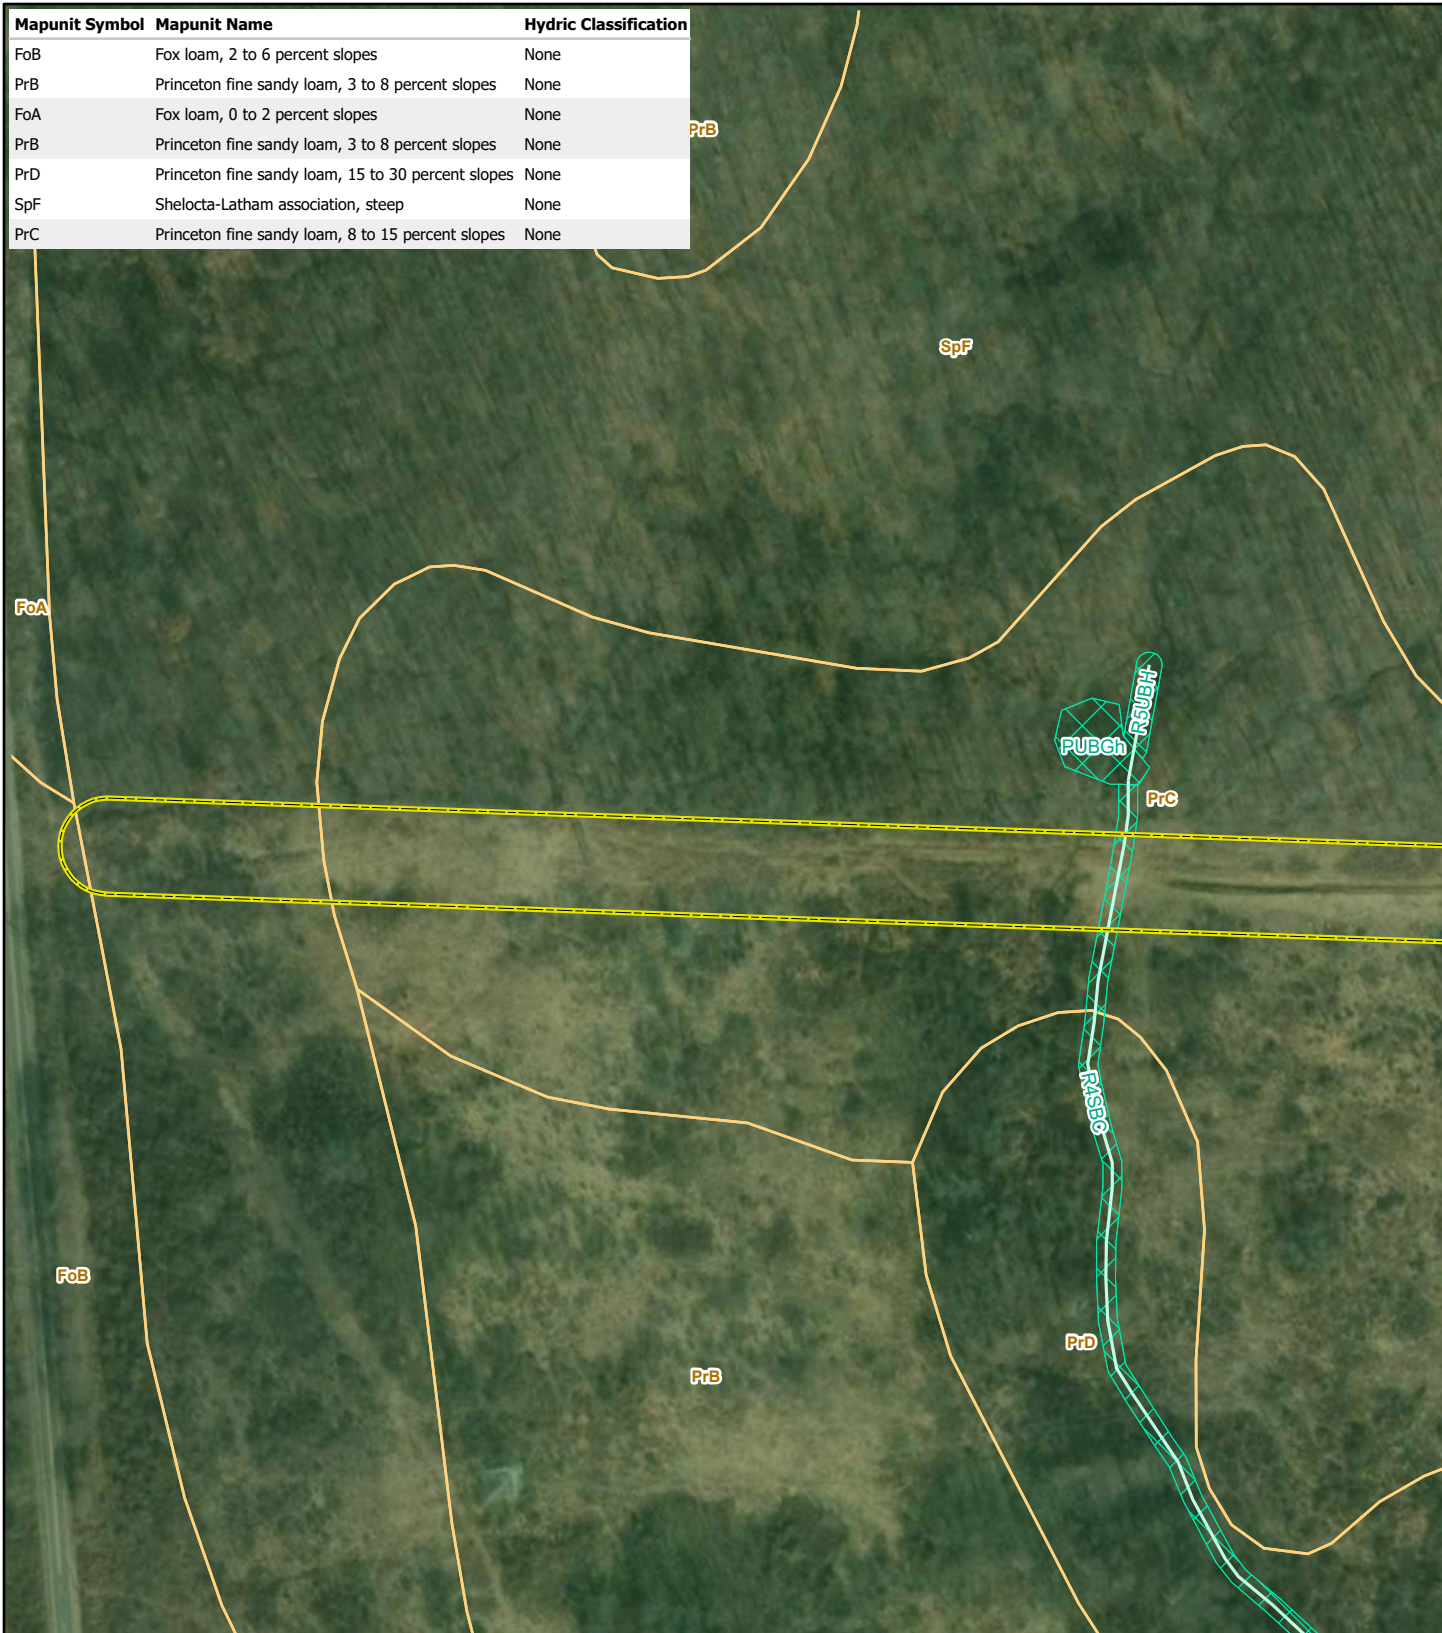 Mapunit Symbol Mapunit Name Hydric Classification
FoB Fox loam, 2 to 6 percent slopes None
PrB Princeton fine sandy loam, 3 to 8 percent slopes None
FoA Fox loam, 0 to 2 percent slopes None
PrB Princeton fine sandy loam, 3 to 8 percent slopes None
PrD Princeton fine sandy loam, 15 to 30 percent slopes None
SpF Shelocta-Latham association, steep None
PrC Princeton fine sandy loam, 8 to 15 percent slopes None
PrB
SpF
FoA
R5UBH
PUBGh
PrC
R4SBC
FoB
PrD
PrB